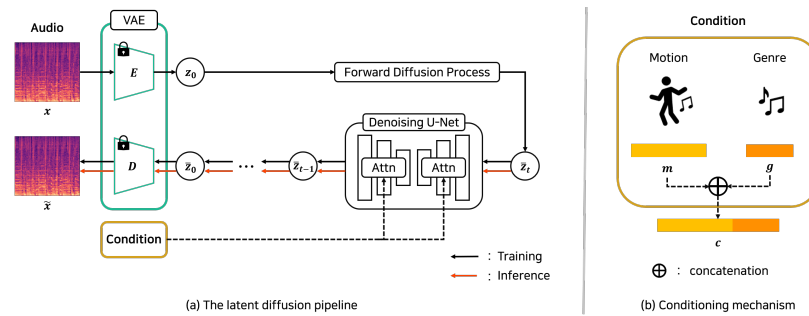 Audio
VAE
x
E
z₀
Forward Diffusion Process
Denoising U-Net
x̃
D
z̅₀
...
z̅ₜ₋₁
Attn
Attn
z̅ₜ
Condition
: Training
: Inference
(a) The latent diffusion pipeline
Condition
Motion
Genre
m
g
c
: concatenation
(b) Conditioning mechanism